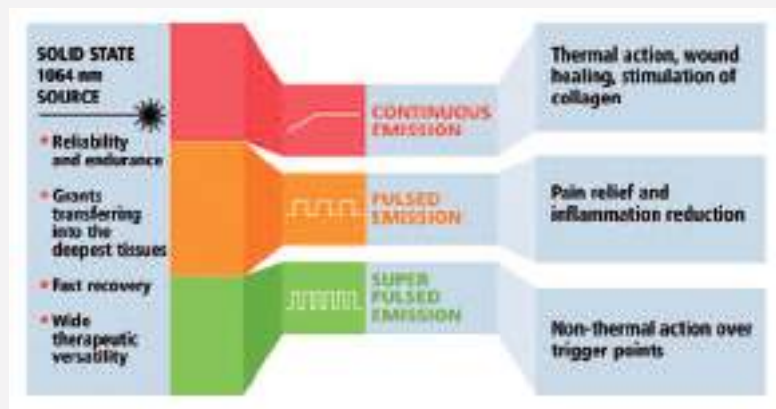 SOLID STATE
1064 nm
SOURCE
Reliability
and endurance
Grants
transferring
into the
deepest tissues
Fast recovery
Wide
therapeutic
versatility
CONTINUOUS
EMISSION
PULSED
EMISSION
SUPER
PULSED
EMISSION
Thermal action, wound
healing, stimulation of
collagen
Pain relief and
inflammation reduction
Non-thermal action over
trigger points